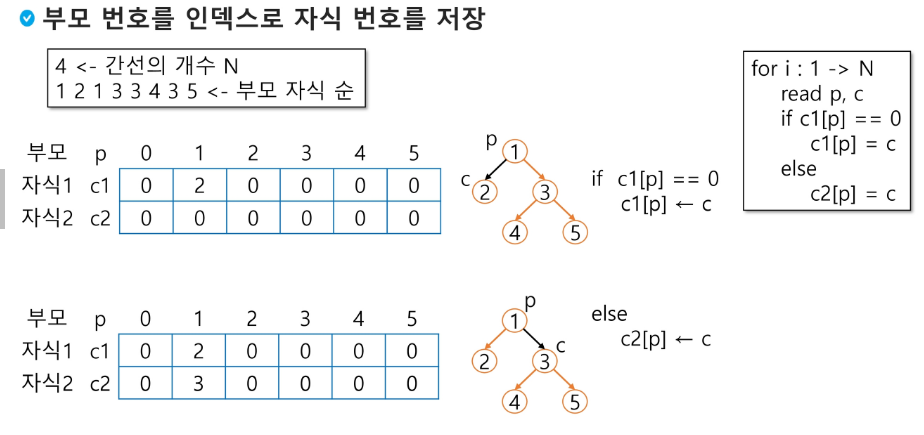 부모 번호를 인덱스로 자식 번호를 저장
4 <- 간선의 개수 N
1 2 1 3 3 4 3 5 <- 부모 자식 순
for i : 1 -> N
read p, c
if c1[p] == 0
c1[p] = c
else
c2[p] = c
부모 p 0 1 2 3 4 5
자식1 c1 0 2 0 0 0 0
자식2 c2 0 0 0 0 0 0
p
1
c
2 3
4 5
if c1[p] == 0
c1[p] ← c
부모 p 0 1 2 3 4 5
자식1 c1 0 2 0 0 0 0
자식2 c2 0 3 0 0 0 0
p
1
c
2 3
4 5
else
c2[p] ← c